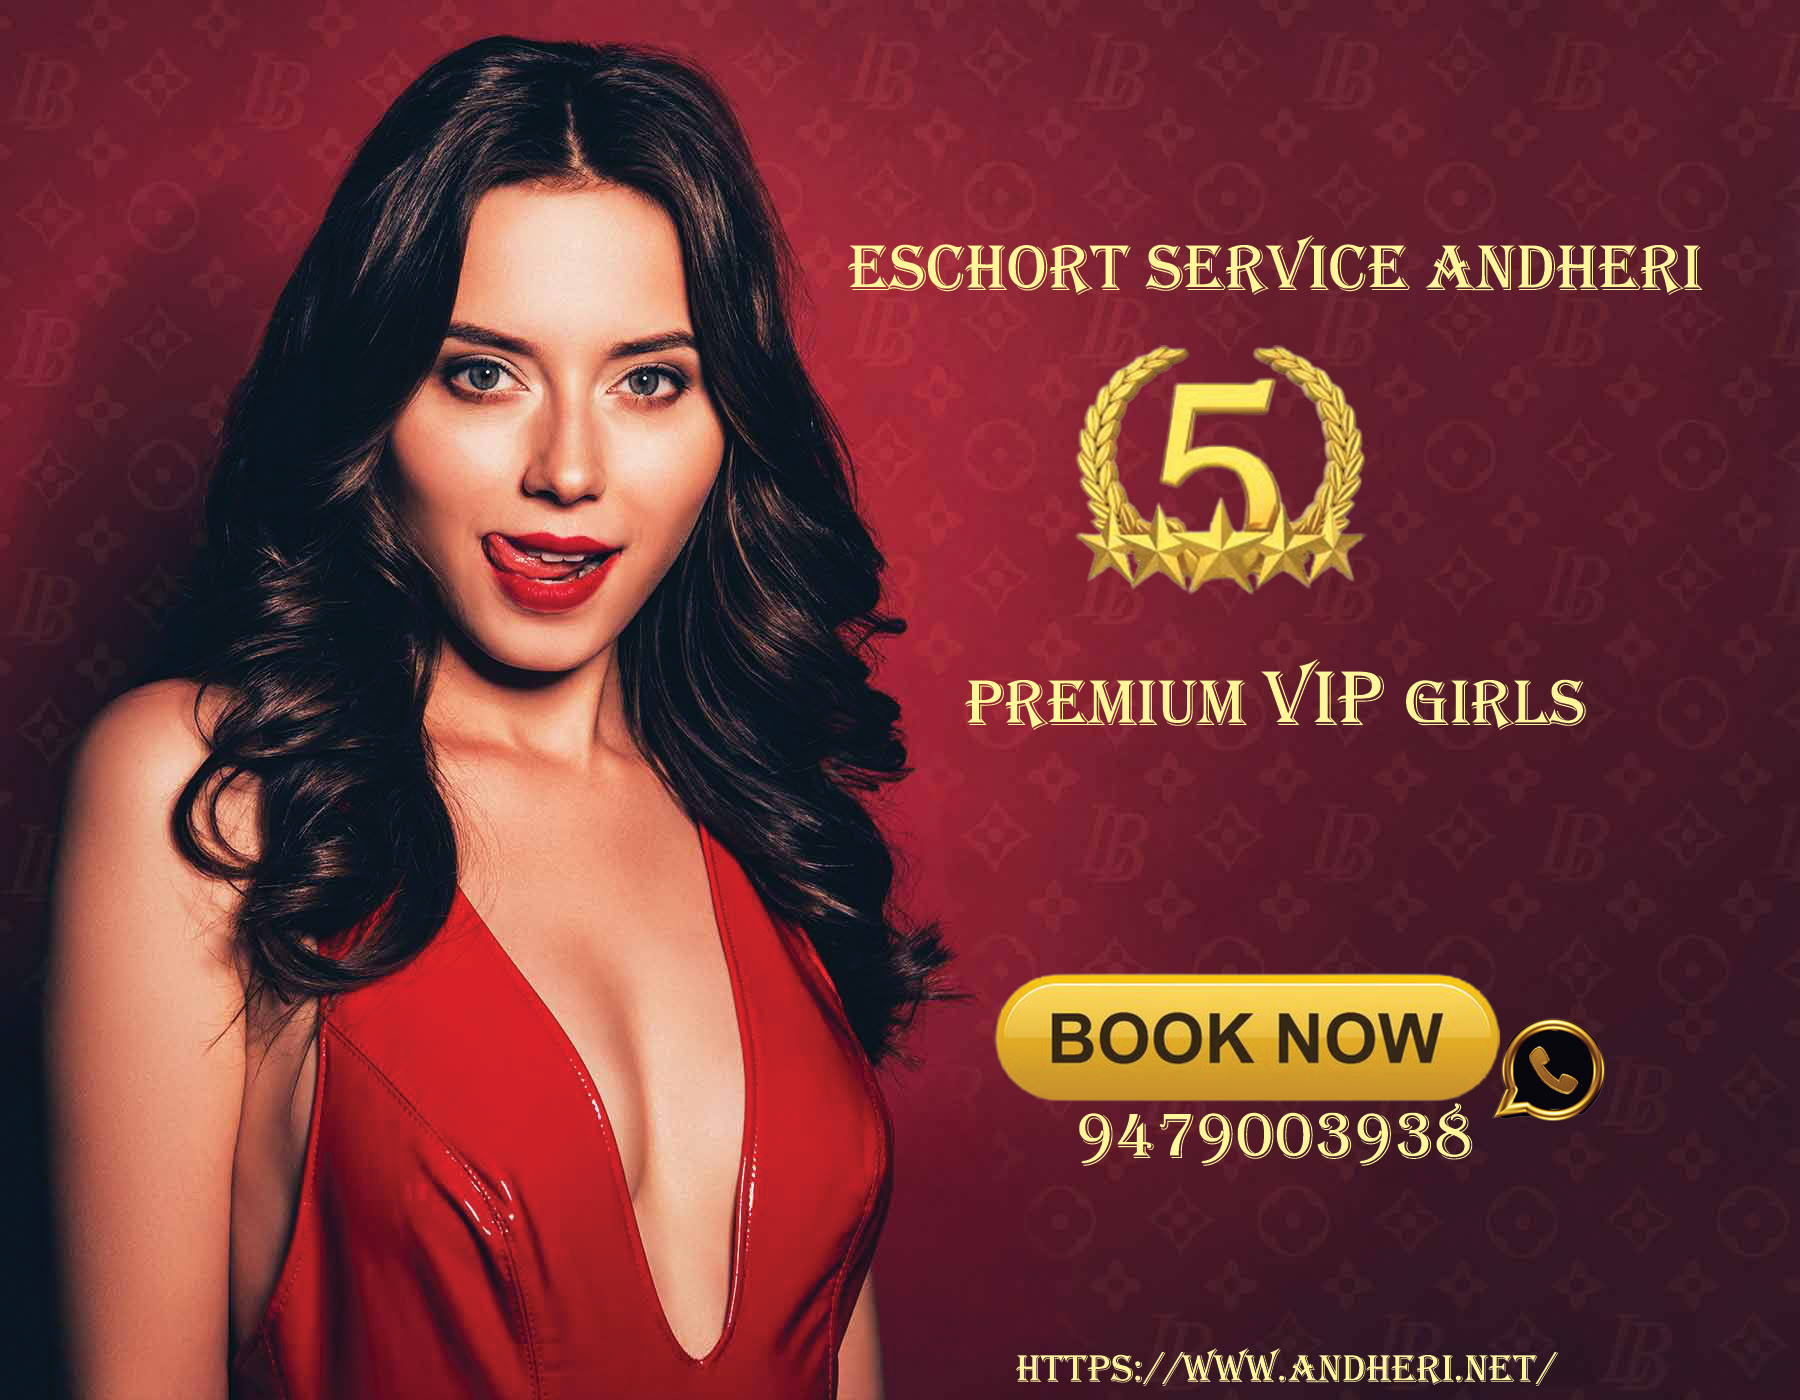 ESCHORT SERVICE ANDHERI
5
PREMIUM VIP GIRLS
BOOK NOW
9479003938
HTTPS://WWW.ANDHERI.NET/